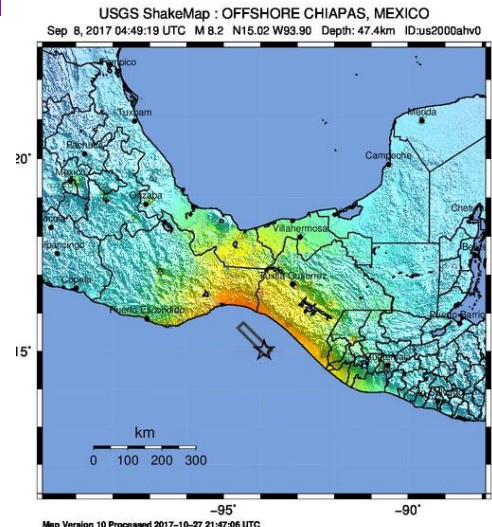 USGS ShakeMap : OFFSHORE CHIAPAS, MEXICO
Sep 8, 2017 04:49:19 UTC M 8.2 N15.02 W93.90 Depth: 47.4km ID:us2000ahv0
Tuxpam
Merida
Pachuca
Campeche
20°
Mexico
Orizaba
Villahermosa
Tuxtla Gutierrez
Puerto Escondido
15°
km
0 100 200 300
−95° −90°
Map Version 10 Processed 2017−10−27 21:47:06 UTC